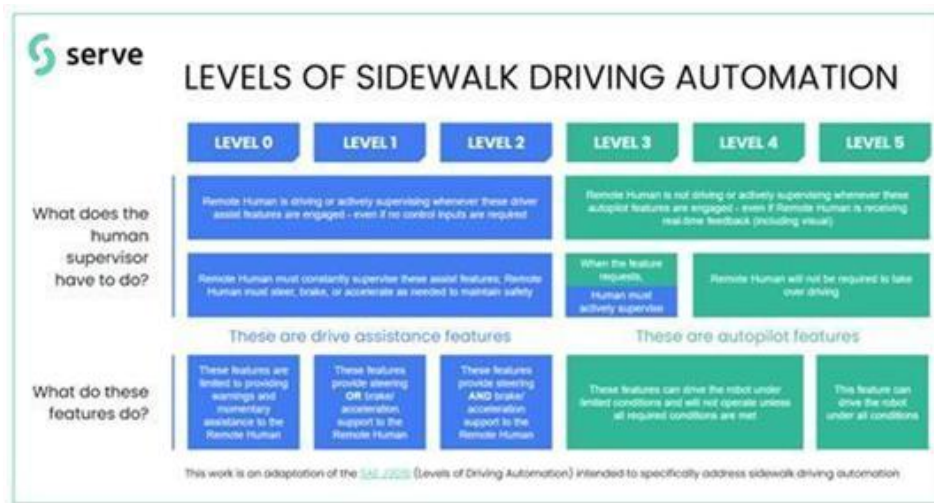 serve
LEVELS OF SIDEWALK DRIVING AUTOMATION
LEVEL 0
LEVEL 1
LEVEL 2
LEVEL 3
LEVEL 4
LEVEL 5
What does the
human
supervisor
have to do?
Remote Human is driving or actively supervising whenever these driver
assist features are engaged - even if no control inputs are required
Remote Human is not driving or actively supervising whenever these
autopilot features are engaged - even if Remote Human is receiving
real-time feedback (including visual)
Remote Human must constantly supervise these assist features; Remote
Human must steer, brake, or accelerate as needed to maintain safety
When the feature
requests,
Human must
actively supervise
Remote Human will not be required to take
over driving
These are drive assistance features
These are autopilot features
What do these
features do?
These features are
limited to providing
warnings and
momentary
assistance to the
Remote Human
These features
provide steering
OR brake/
acceleration
support to the
Remote Human
These features
provide steering
AND brake/
acceleration
support to the
Remote Human
These features can drive the robot under
limited conditions and will not operate unless
all required conditions are met
This feature can
drive the robot
under all conditions
This work is an adaptation of the SAE J3016 (Levels of Driving Automation) intended to specifically address sidewalk driving automation